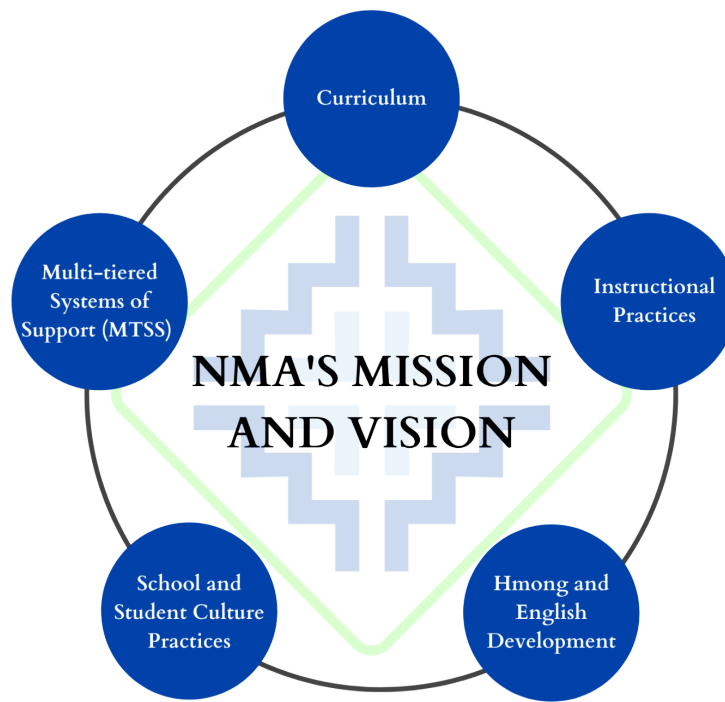 Curriculum
Multi-tiered
Systems of
Support (MTSS)
Instructional
Practices
NMA'S MISSION
AND VISION
School and
Student Culture
Practices
Hmong and
English
Development